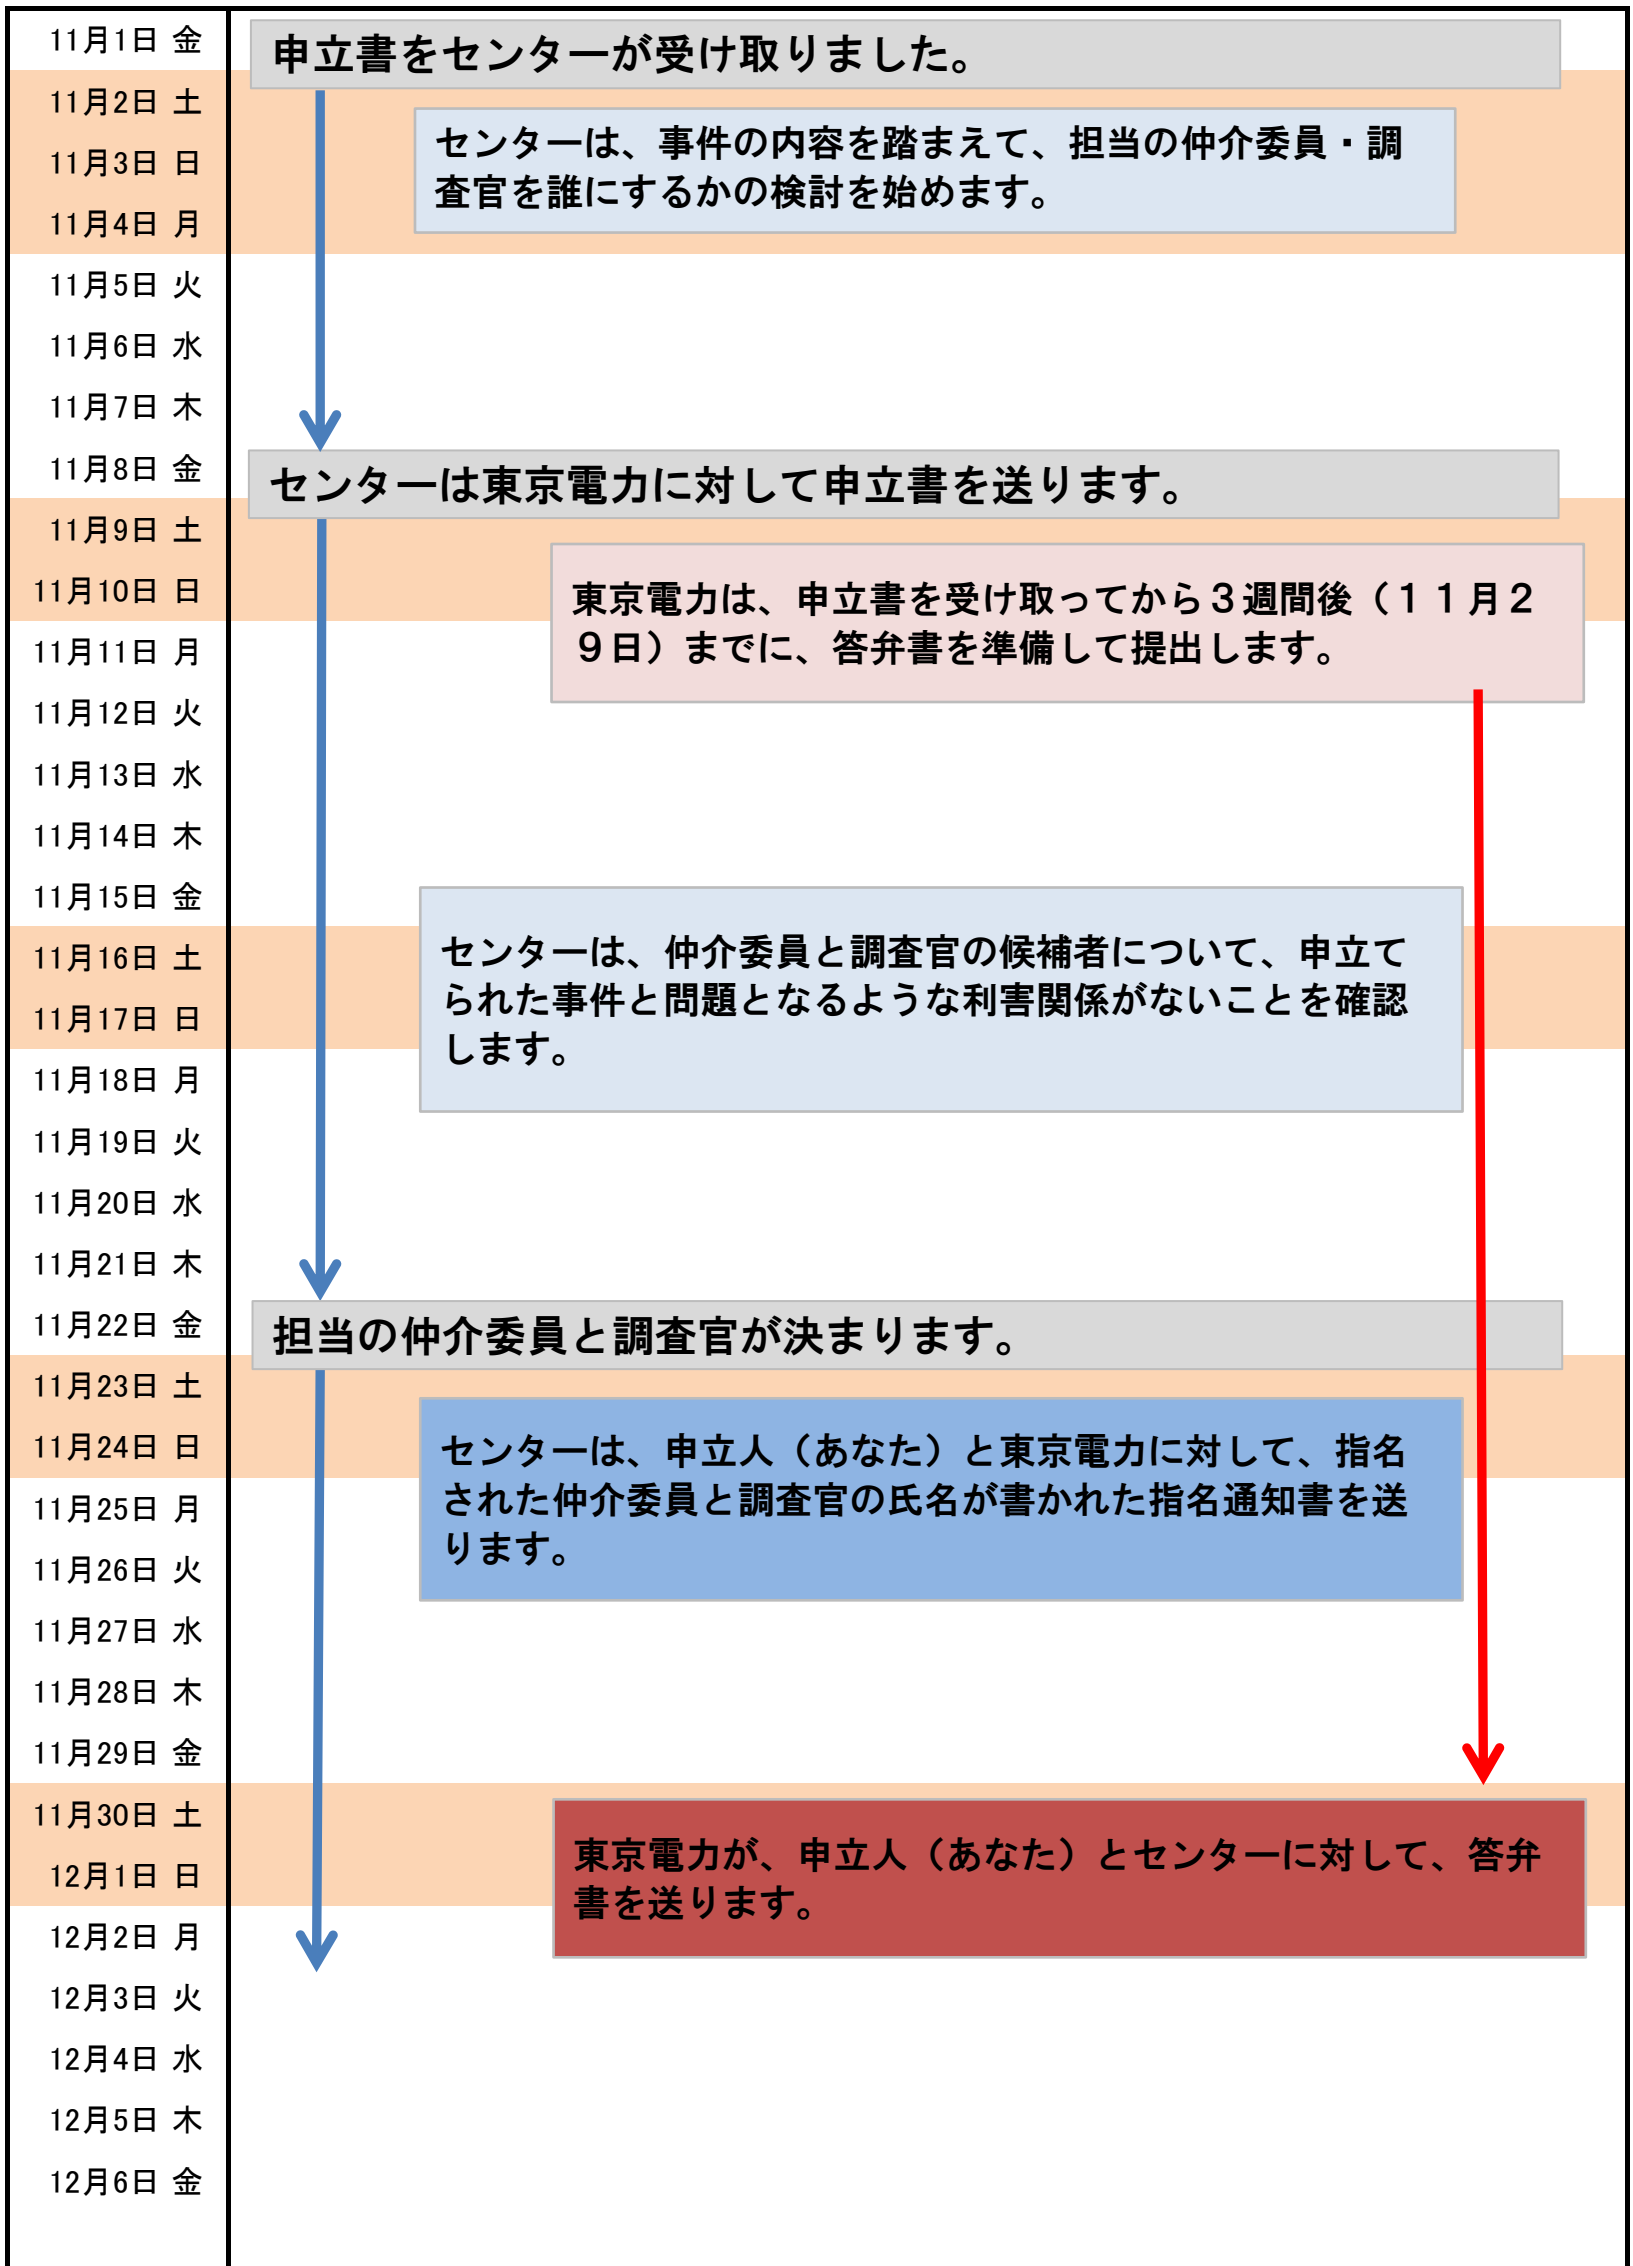 11月1日 金
申立書をセンターが受け取りました。
11月2日 土
センターは、事件の内容を踏まえて、担当の仲介委員・調
査官を誰にするかの検討を始めます。
11月3日 日
11月4日 月
11月5日 火
11月6日 水
11月7日 木
11月8日 金
センターは東京電力に対して申立書を送ります。
11月9日 土
11月10日 日
東京電力は、申立書を受け取ってから３週間後（１１月２
９日）までに、答弁書を準備して提出します。
11月11日 月
11月12日 火
11月13日 水
11月14日 木
11月15日 金
11月16日 土
センターは、仲介委員と調査官の候補者について、申立て
られた事件と問題となるような利害関係がないことを確認
します。
11月17日 日
11月18日 月
11月19日 火
11月20日 水
11月21日 木
11月22日 金
担当の仲介委員と調査官が決まります。
11月23日 土
11月24日 日
センターは、申立人（あなた）と東京電力に対して、指名
された仲介委員と調査官の氏名が書かれた指名通知書を送
ります。
11月25日 月
11月26日 火
11月27日 水
11月28日 木
11月29日 金
11月30日 土
東京電力が、申立人（あなた）とセンターに対して、答弁
書を送ります。
12月1日 日
12月2日 月
12月3日 火
12月4日 水
12月5日 木
12月6日 金